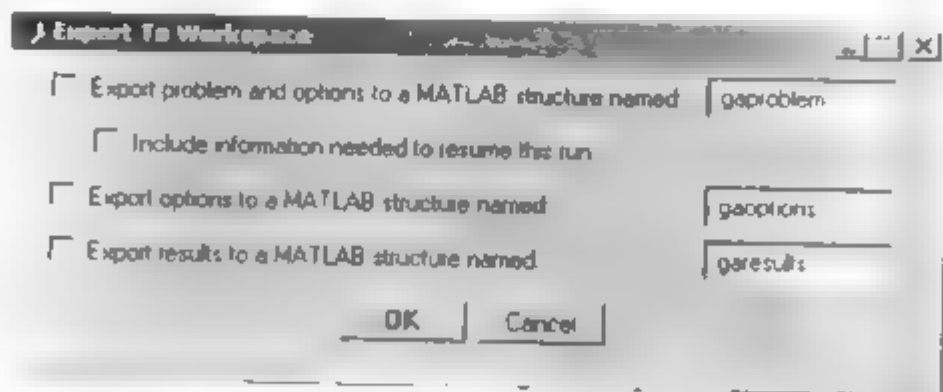 Export To Workspace
Export problem and options to a MATLAB structure named gaproblem
Include information needed to resume this run
Export options to a MATLAB structure named gaoptions
Export results to a MATLAB structure named garesults
OK Cancel